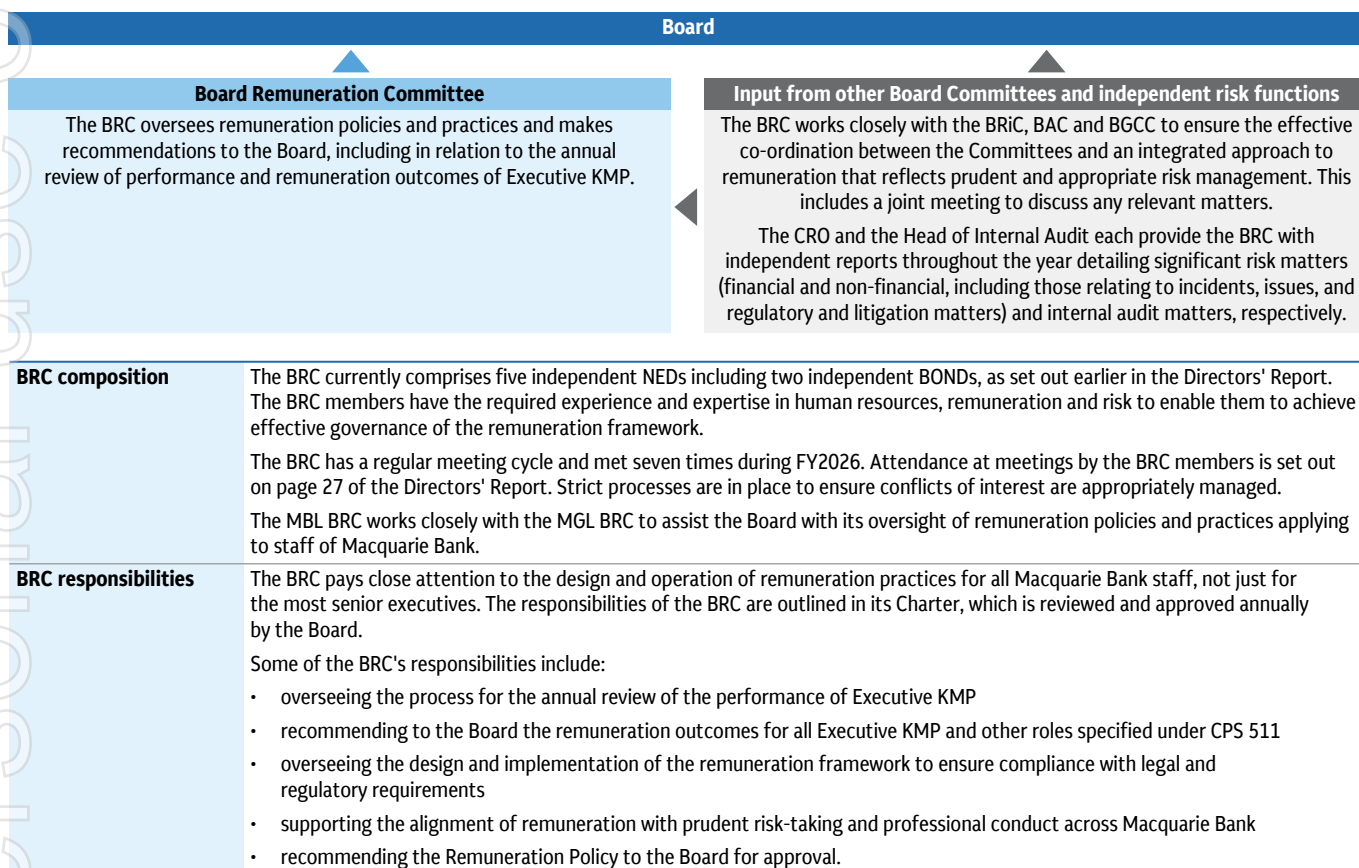 Board
Board Remuneration Committee
The BRC oversees remuneration policies and practices and makes
recommendations to the Board, including in relation to the annual
review of performance and remuneration outcomes of Executive KMP.
Input from other Board Committees and independent risk functions
The BRC works closely with the BRiC, BAC and BGCC to ensure the effective
co-ordination between the Committees and an integrated approach to
remuneration that reflects prudent and appropriate risk management. This
includes a joint meeting to discuss any relevant matters.
The CRO and the Head of Internal Audit each provide the BRC with
independent reports throughout the year detailing significant risk matters
(financial and non-financial, including those relating to incidents, issues, and
regulatory and litigation matters) and internal audit matters, respectively.
BRC composition
The BRC currently comprises five independent NEDs including two independent BONDs, as set out earlier in the Directors' Report.
The BRC members have the required experience and expertise in human resources, remuneration and risk to enable them to achieve
effective governance of the remuneration framework.
The BRC has a regular meeting cycle and met seven times during FY2026. Attendance at meetings by the BRC members is set out
on page 27 of the Directors' Report. Strict processes are in place to ensure conflicts of interest are appropriately managed.
The MBL BRC works closely with the MGL BRC to assist the Board with its oversight of remuneration policies and practices applying
to staff of Macquarie Bank.
BRC responsibilities
The BRC pays close attention to the design and operation of remuneration practices for all Macquarie Bank staff, not just for
the most senior executives. The responsibilities of the BRC are outlined in its Charter, which is reviewed and approved annually
by the Board.
Some of the BRC's responsibilities include:
• overseeing the process for the annual review of the performance of Executive KMP
• recommending to the Board the remuneration outcomes for all Executive KMP and other roles specified under CPS 511
• overseeing the design and implementation of the remuneration framework to ensure compliance with legal and
regulatory requirements
• supporting the alignment of remuneration with prudent risk-taking and professional conduct across Macquarie Bank
• recommending the Remuneration Policy to the Board for approval.